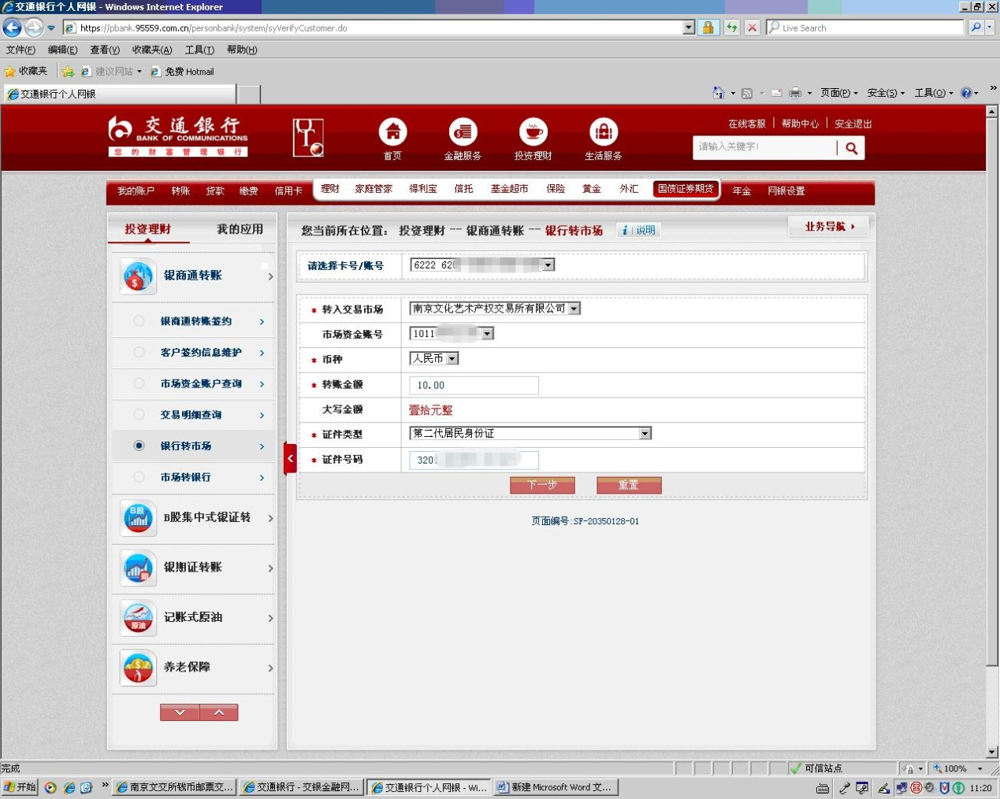 交通银行个人网银 - Windows Internet Explorer
https://pbank.95559.com.cn/personbank/system/syVerifyCustomer.do
Live Search
文件(F) 编辑(E) 查看(V) 收藏夹(A) 工具(T) 帮助(H)
收藏夹 建议网站 免费 Hotmail
交通银行个人网银
页面(P) 安全(S) 工具(O)
交通銀行
BANK OF COMMUNICATIONS
您的财富管理银行
首页 金融服务 投资理财 生活服务
在线客服 帮助中心 安全退出
请输入关键字!
我的账户 转账 贷款 缴费 信用卡 理财 家庭管家 得利宝 信托 基金超市 保险 黄金 外汇 国债证券期货 年金 网银设置
投资理财 我的应用
银商通转账
银商通转账签约
客户签约信息维护
市场资金账户查询
交易明细查询
银行转市场
市场转银行
B股
B股集中式银证转
银期证转账
原油
记账式原油
养老保障
您当前所在位置： 投资理财 -- 银商通转账 -- 银行转市场 i 说明
业务导航
请选择卡号/账号 6222 620
* 转入交易市场 南京文化艺术产权交易所有限公司
市场资金账号 1011
* 币种 人民币
* 转账金额 10.00
大写金额 壹拾元整
* 证件类型 第二代居民身份证
* 证件号码 320
下一步 重置
页面编号:SF-20350128-01
完成 可信站点 100%
开始 南京文交所钱币邮票交... 交通银行 - 交银金融网... 交通银行个人网银 - Wi... 新建 Microsoft Word 文... 11:20